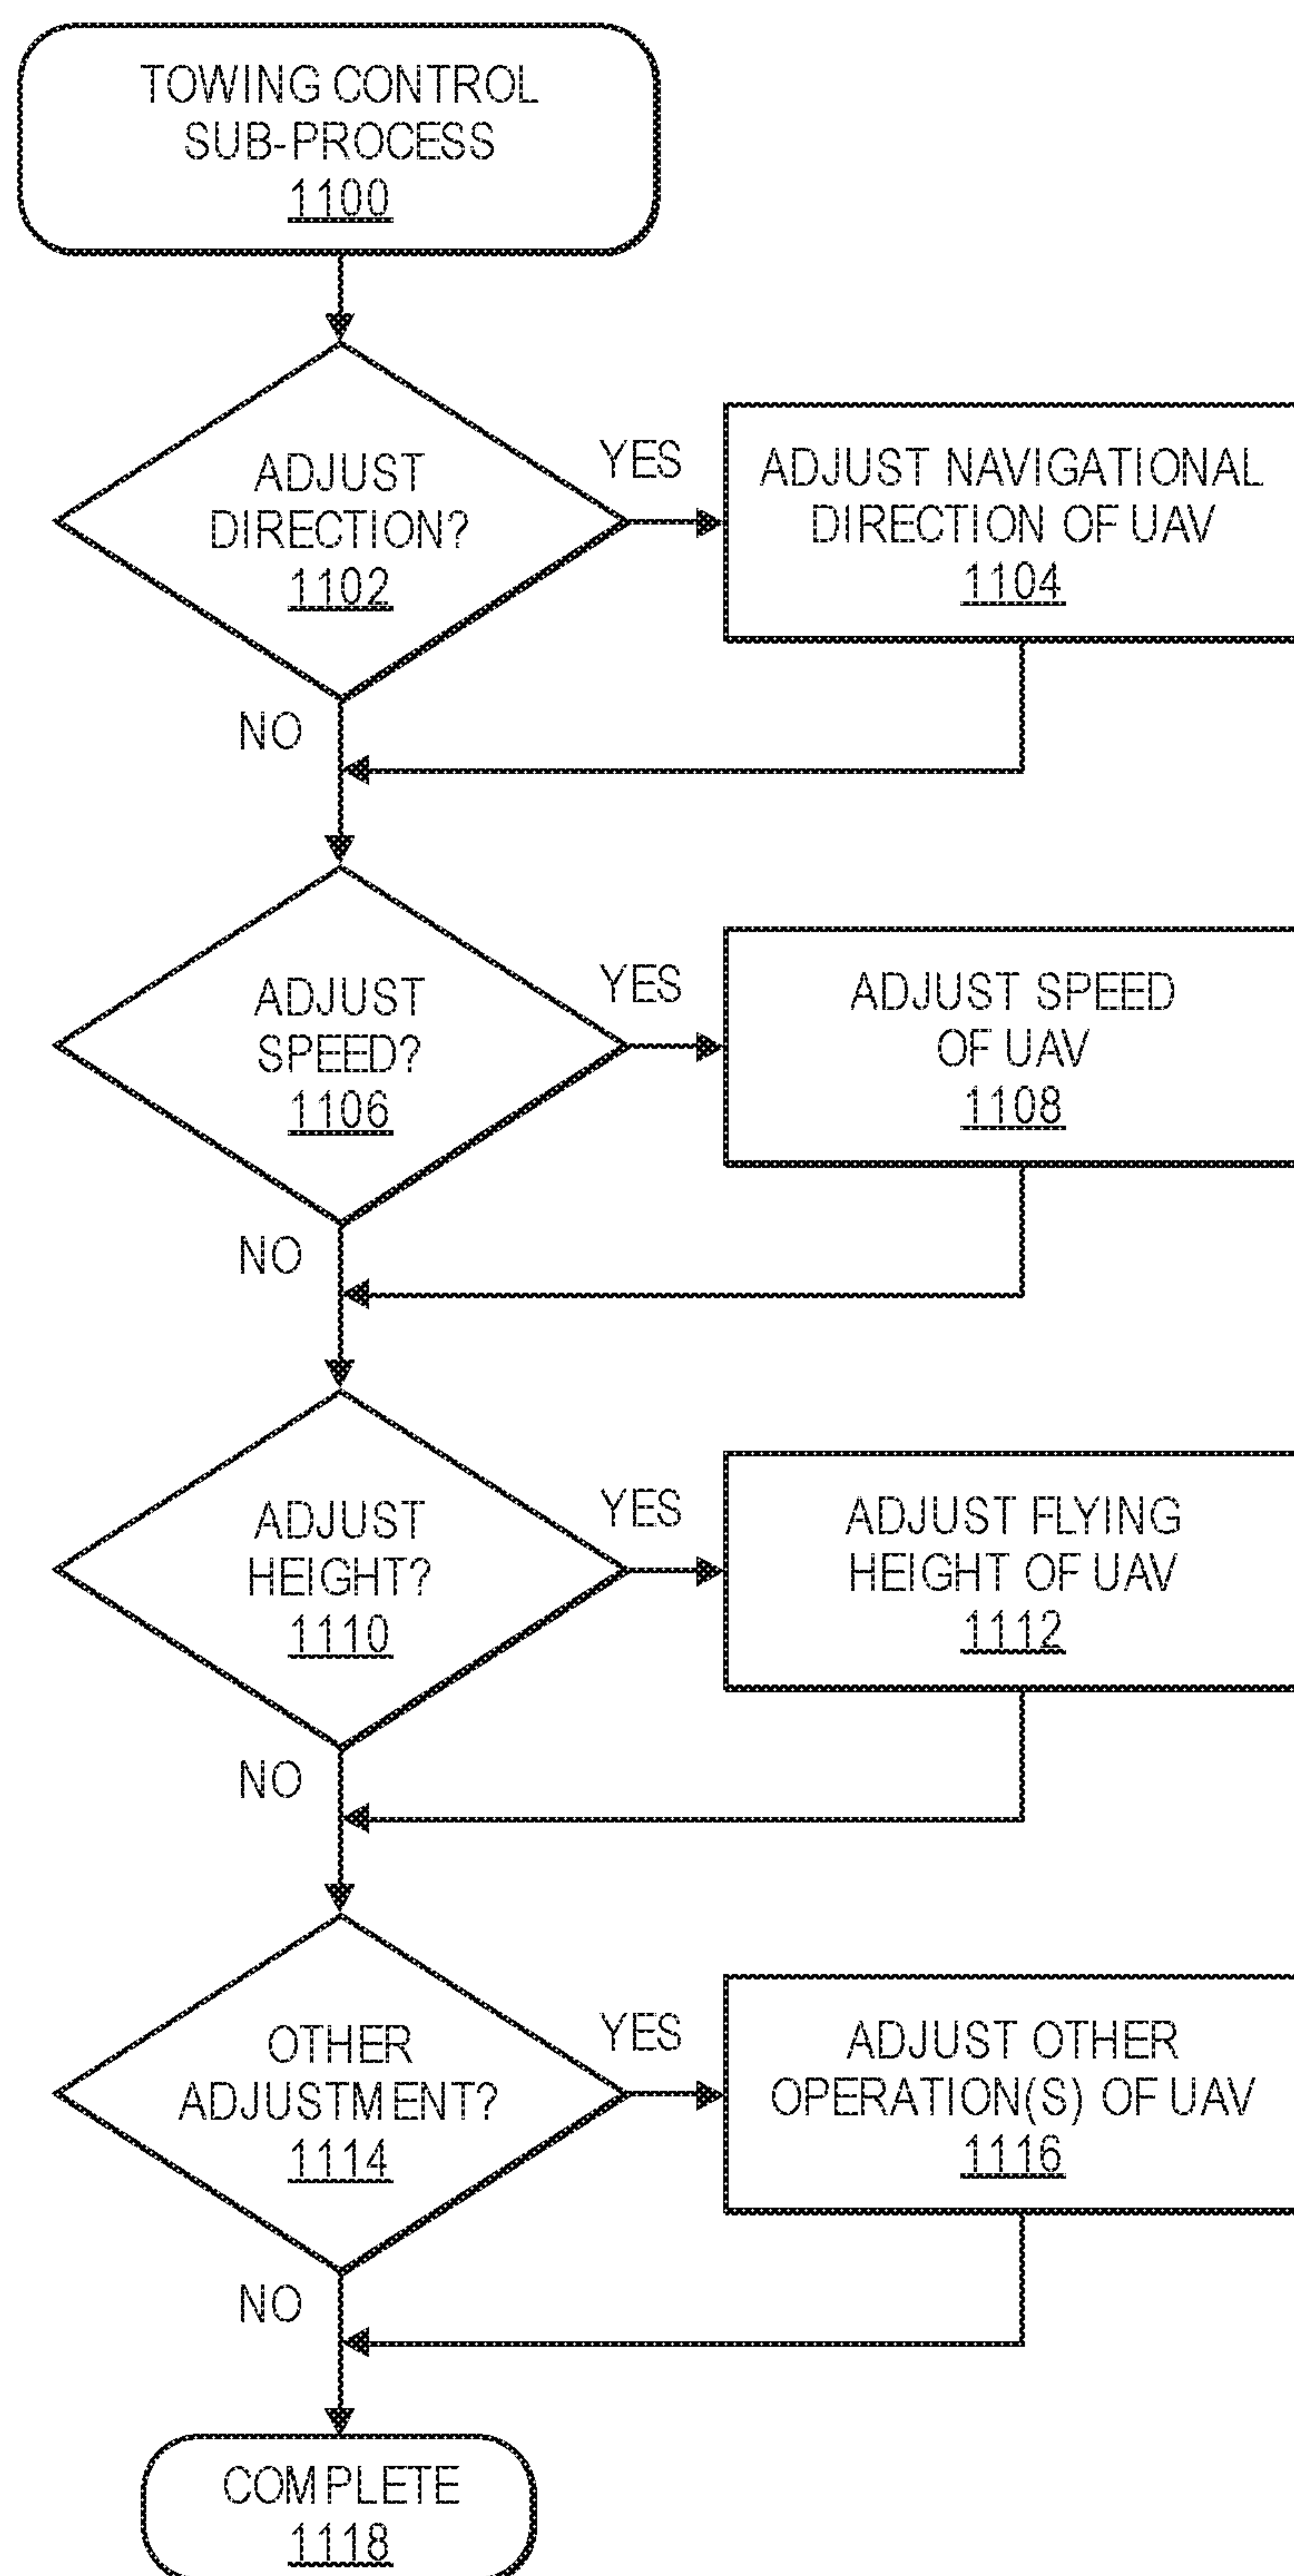 TOWING CONTROL
SUB-PROCESS
1100
ADJUST
DIRECTION?
1102
YES
ADJUST NAVIGATIONAL
DIRECTION OF UAV
1104
NO
ADJUST
SPEED?
1106
YES
ADJUST SPEED
OF UAV
1108
NO
ADJUST
HEIGHT?
1110
YES
ADJUST FLYING
HEIGHT OF UAV
1112
NO
OTHER
ADJUSTMENT?
1114
YES
ADJUST OTHER
OPERATION(S) OF UAV
1116
NO
COMPLETE
1118